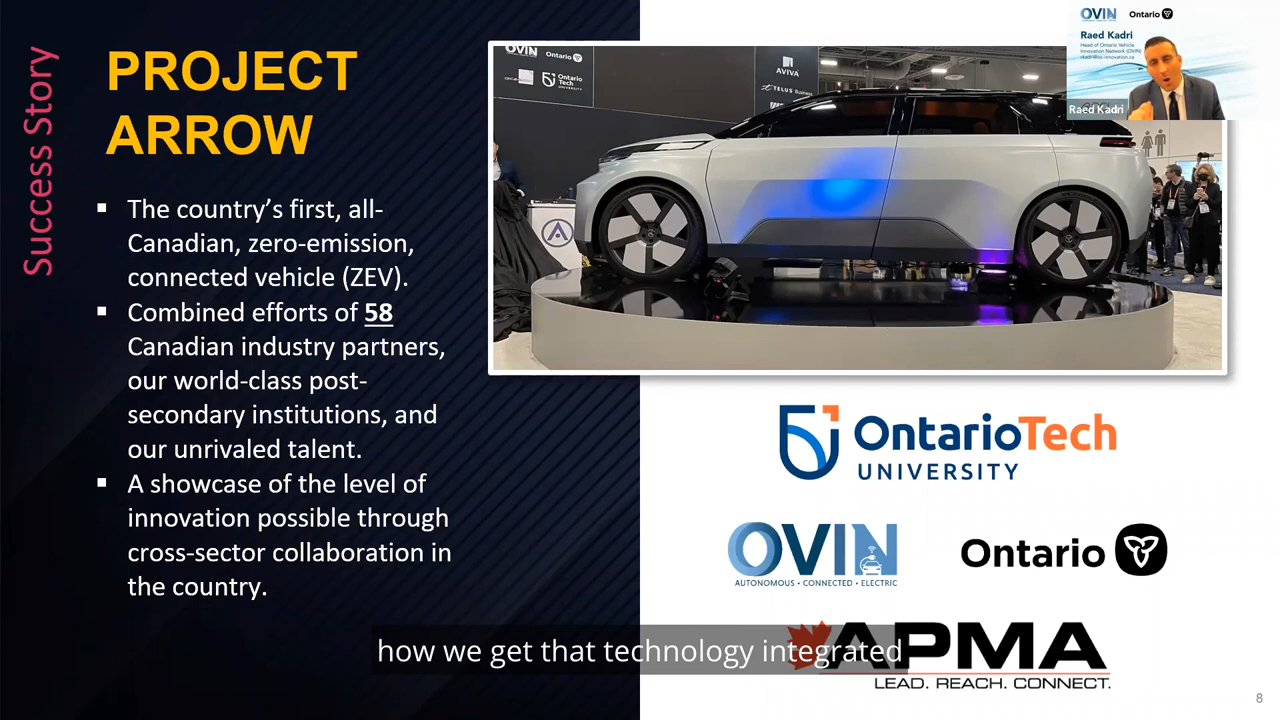 Success Story
PROJECT
ARROW
▪ The country’s first, all-
Canadian, zero-emission,
connected vehicle (ZEV).
▪ Combined efforts of 58
Canadian industry partners,
our world-class post-
secondary institutions, and
our unrivaled talent.
▪ A showcase of the level of
innovation possible through
cross-sector collaboration in
the country.
OVIN Ontario
Ontario
Tech
AVIVA
TELUS Business
OVIN Ontario
Raed Kadri
Head of Ontario Vehicle
Innovation Network (OVIN)
rkadri@oc-innovation.ca
Raed Kadri
OntarioTech
UNIVERSITY
OVIN
AUTONOMOUS • CONNECTED • ELECTRIC
Ontario
APMA
LEAD. REACH. CONNECT.
how we get that technology integrated
8